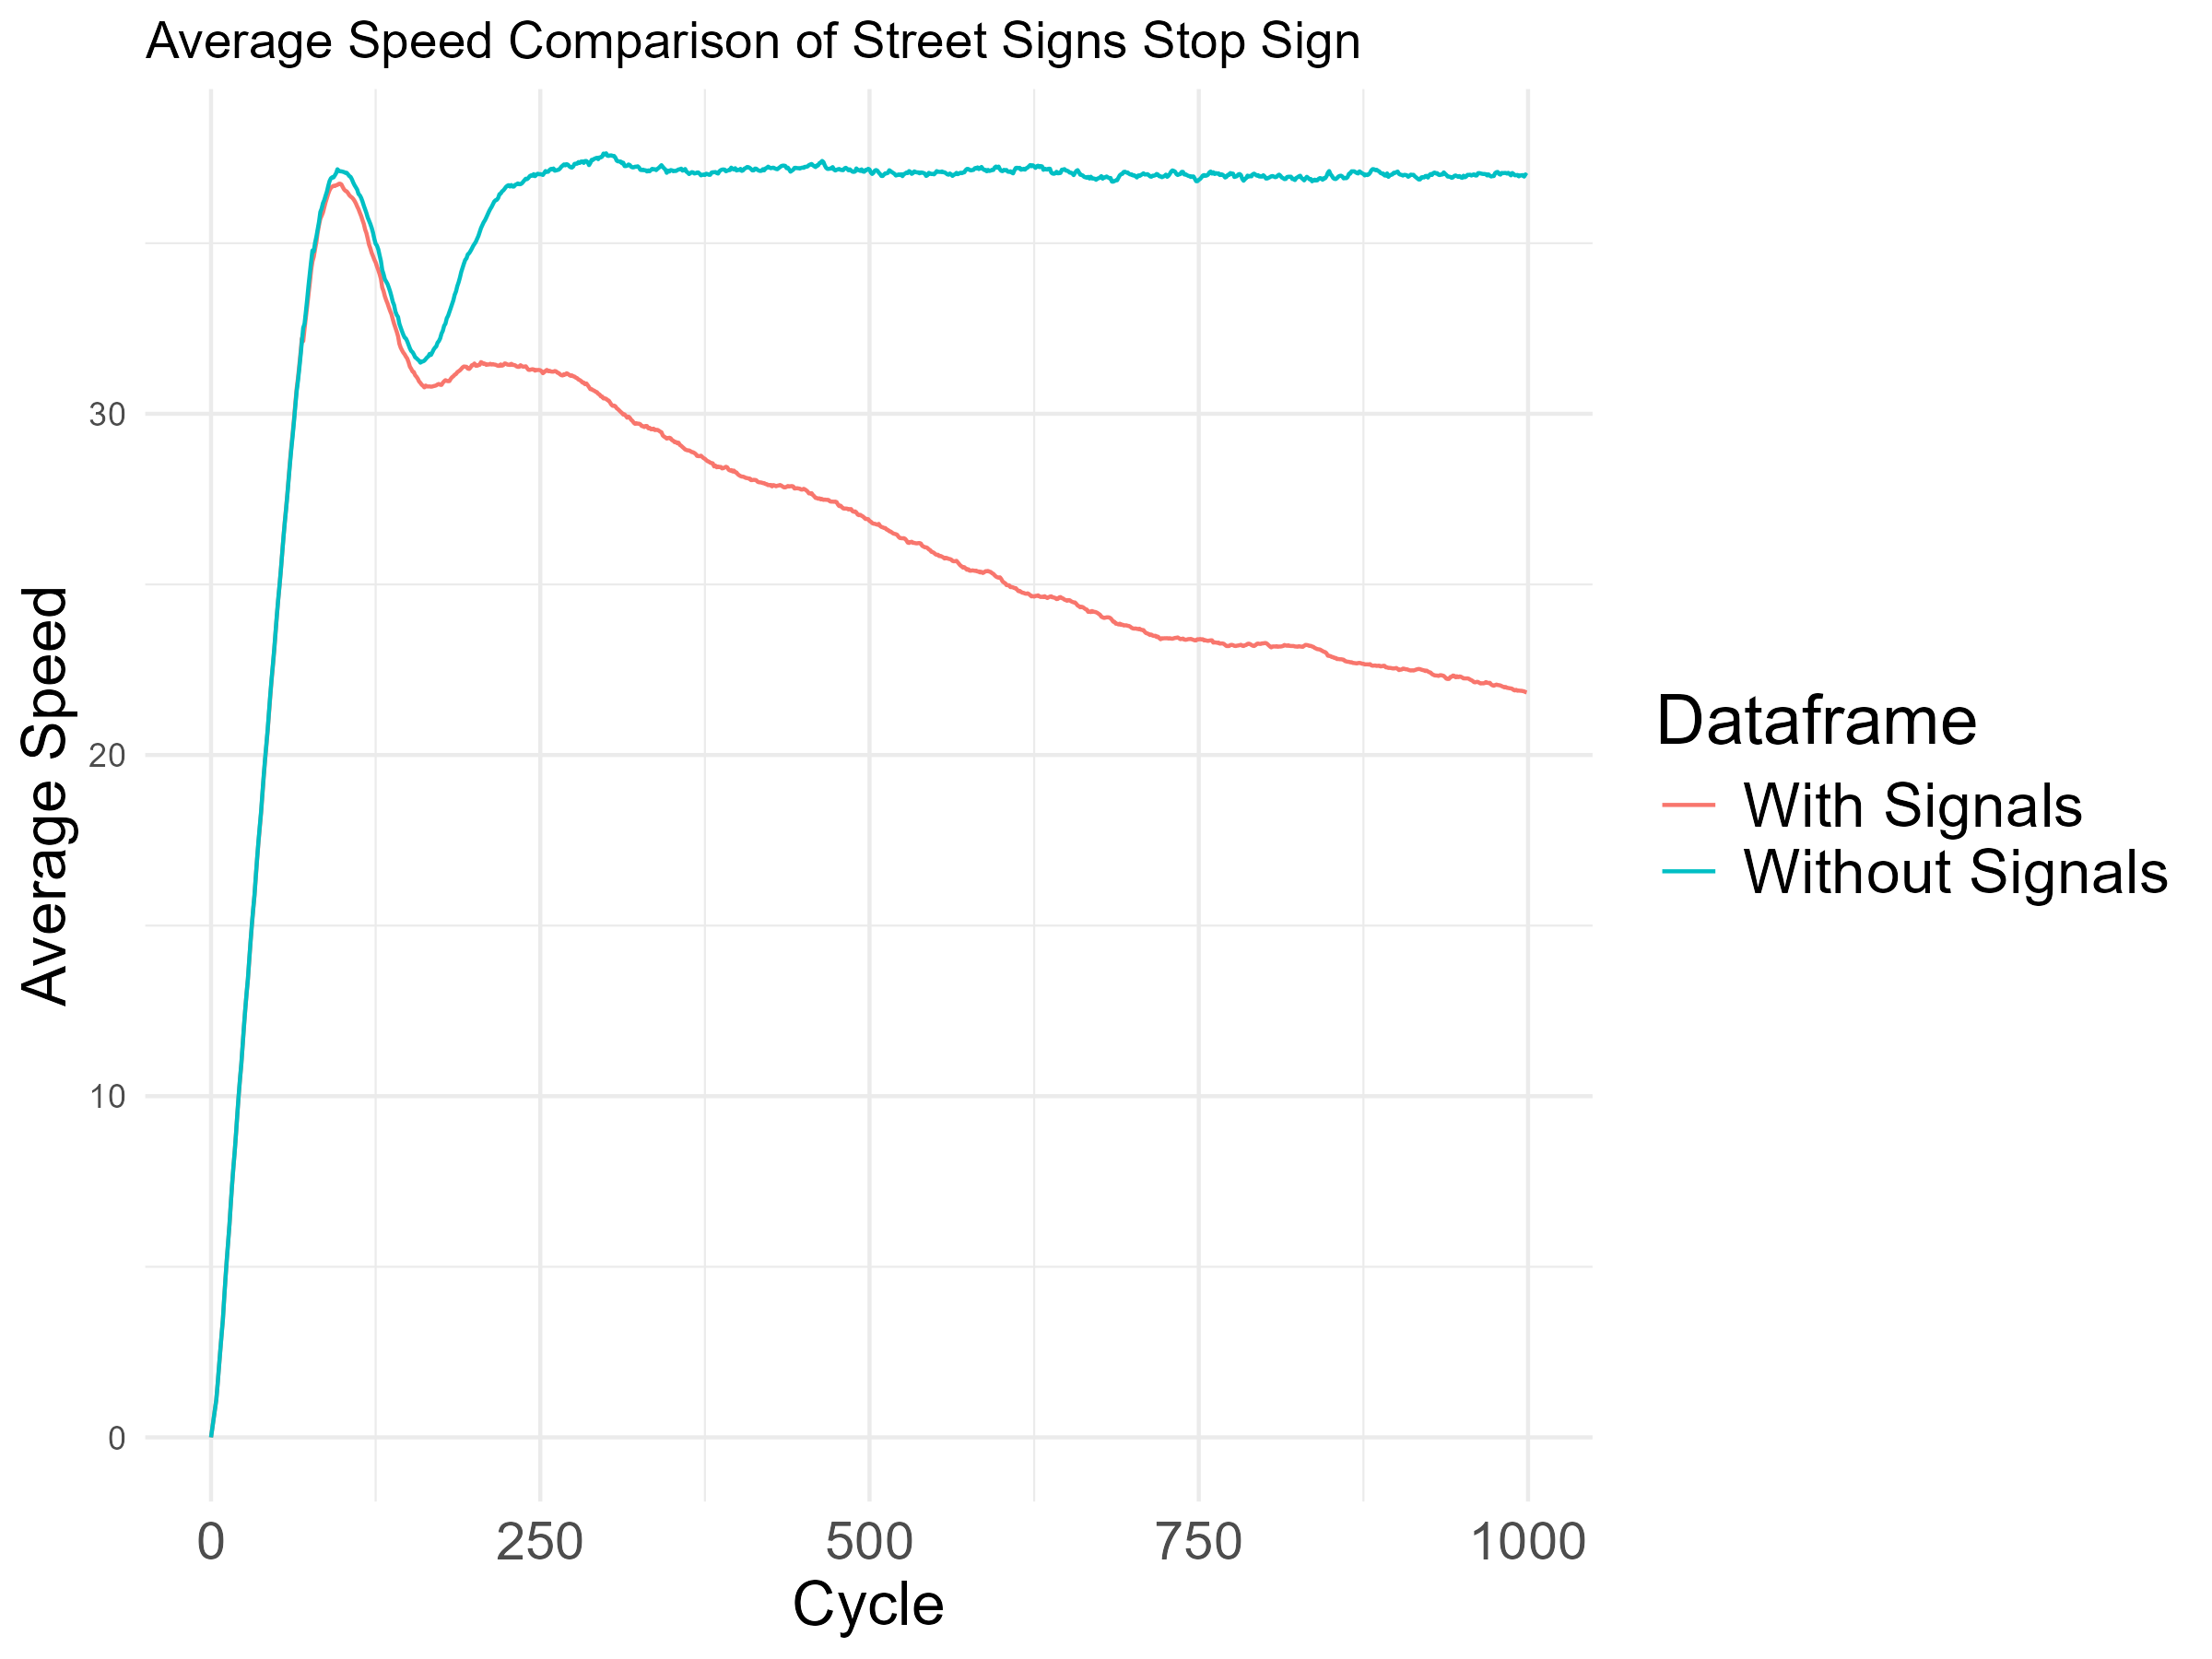 Average Speed Comparison of Street Signs Stop Sign
Average Speed
30
20
10
0
0 250 500 750 1000
Cycle
Dataframe
With Signals
Without Signals